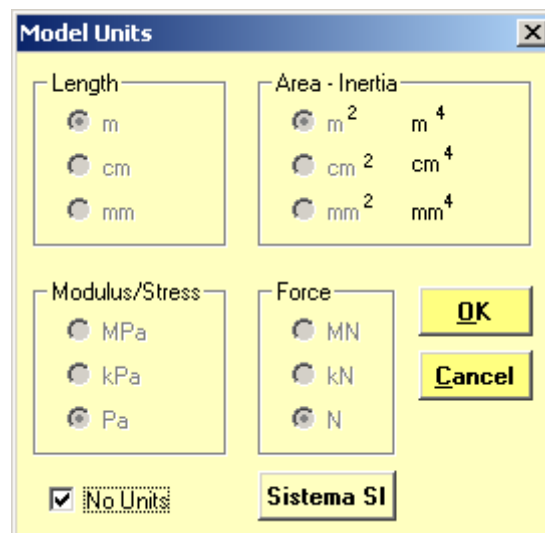 Model Units
Length
m
cm
mm
Area - Inertia
m² m⁴
cm² cm⁴
mm² mm⁴
Modulus/Stress
MPa
kPa
Pa
Force
MN
kN
N
OK
Cancel
No Units
Sistema SI